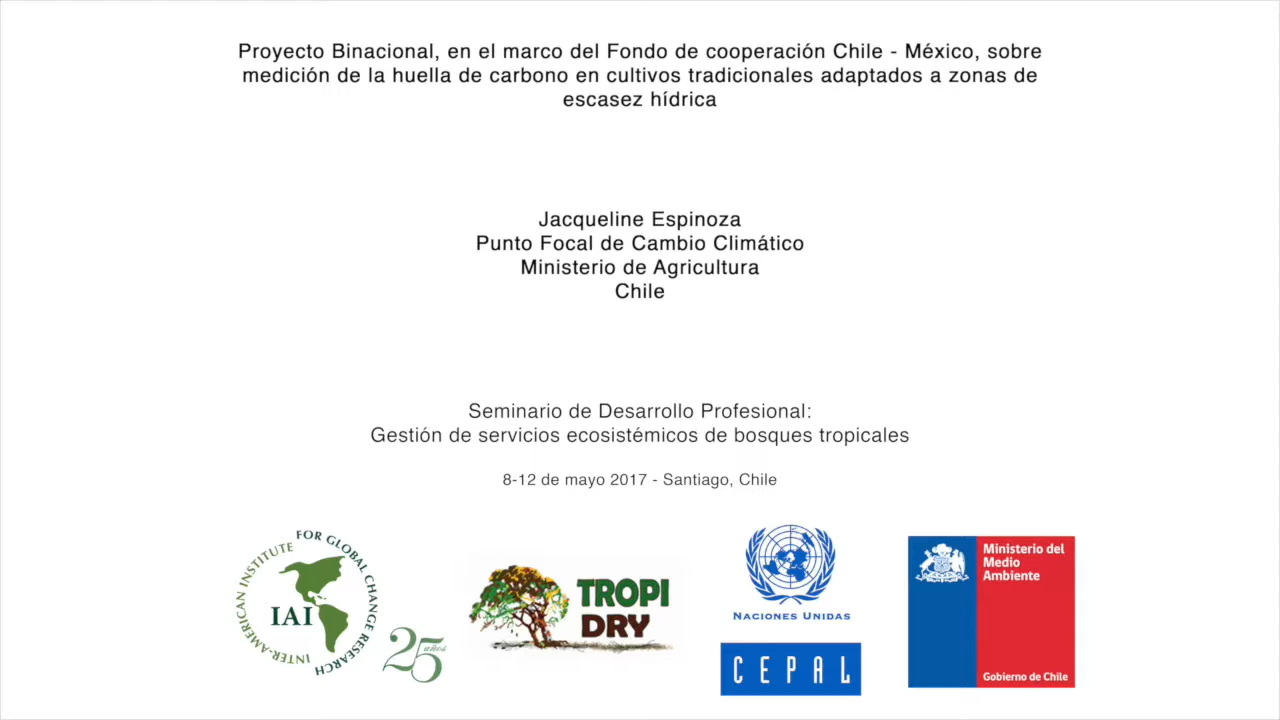 Proyecto Binacional, en el marco del Fondo de cooperación Chile - México, sobre
medición de la huella de carbono en cultivos tradicionales adaptados a zonas de
escasez hídrica
Jacqueline Espinoza
Punto Focal de Cambio Climático
Ministerio de Agricultura
Chile
Seminario de Desarrollo Profesional:
Gestión de servicios ecosistémicos de bosques tropicales
8-12 de mayo 2017 - Santiago, Chile
INTER-AMERICAN INSTITUTE FOR GLOBAL CHANGE RESEARCH
IAI
25 años
TROPI
DRY
NACIONES UNIDAS
CEPAL
Ministerio del
Medio
Ambiente
Gobierno de Chile